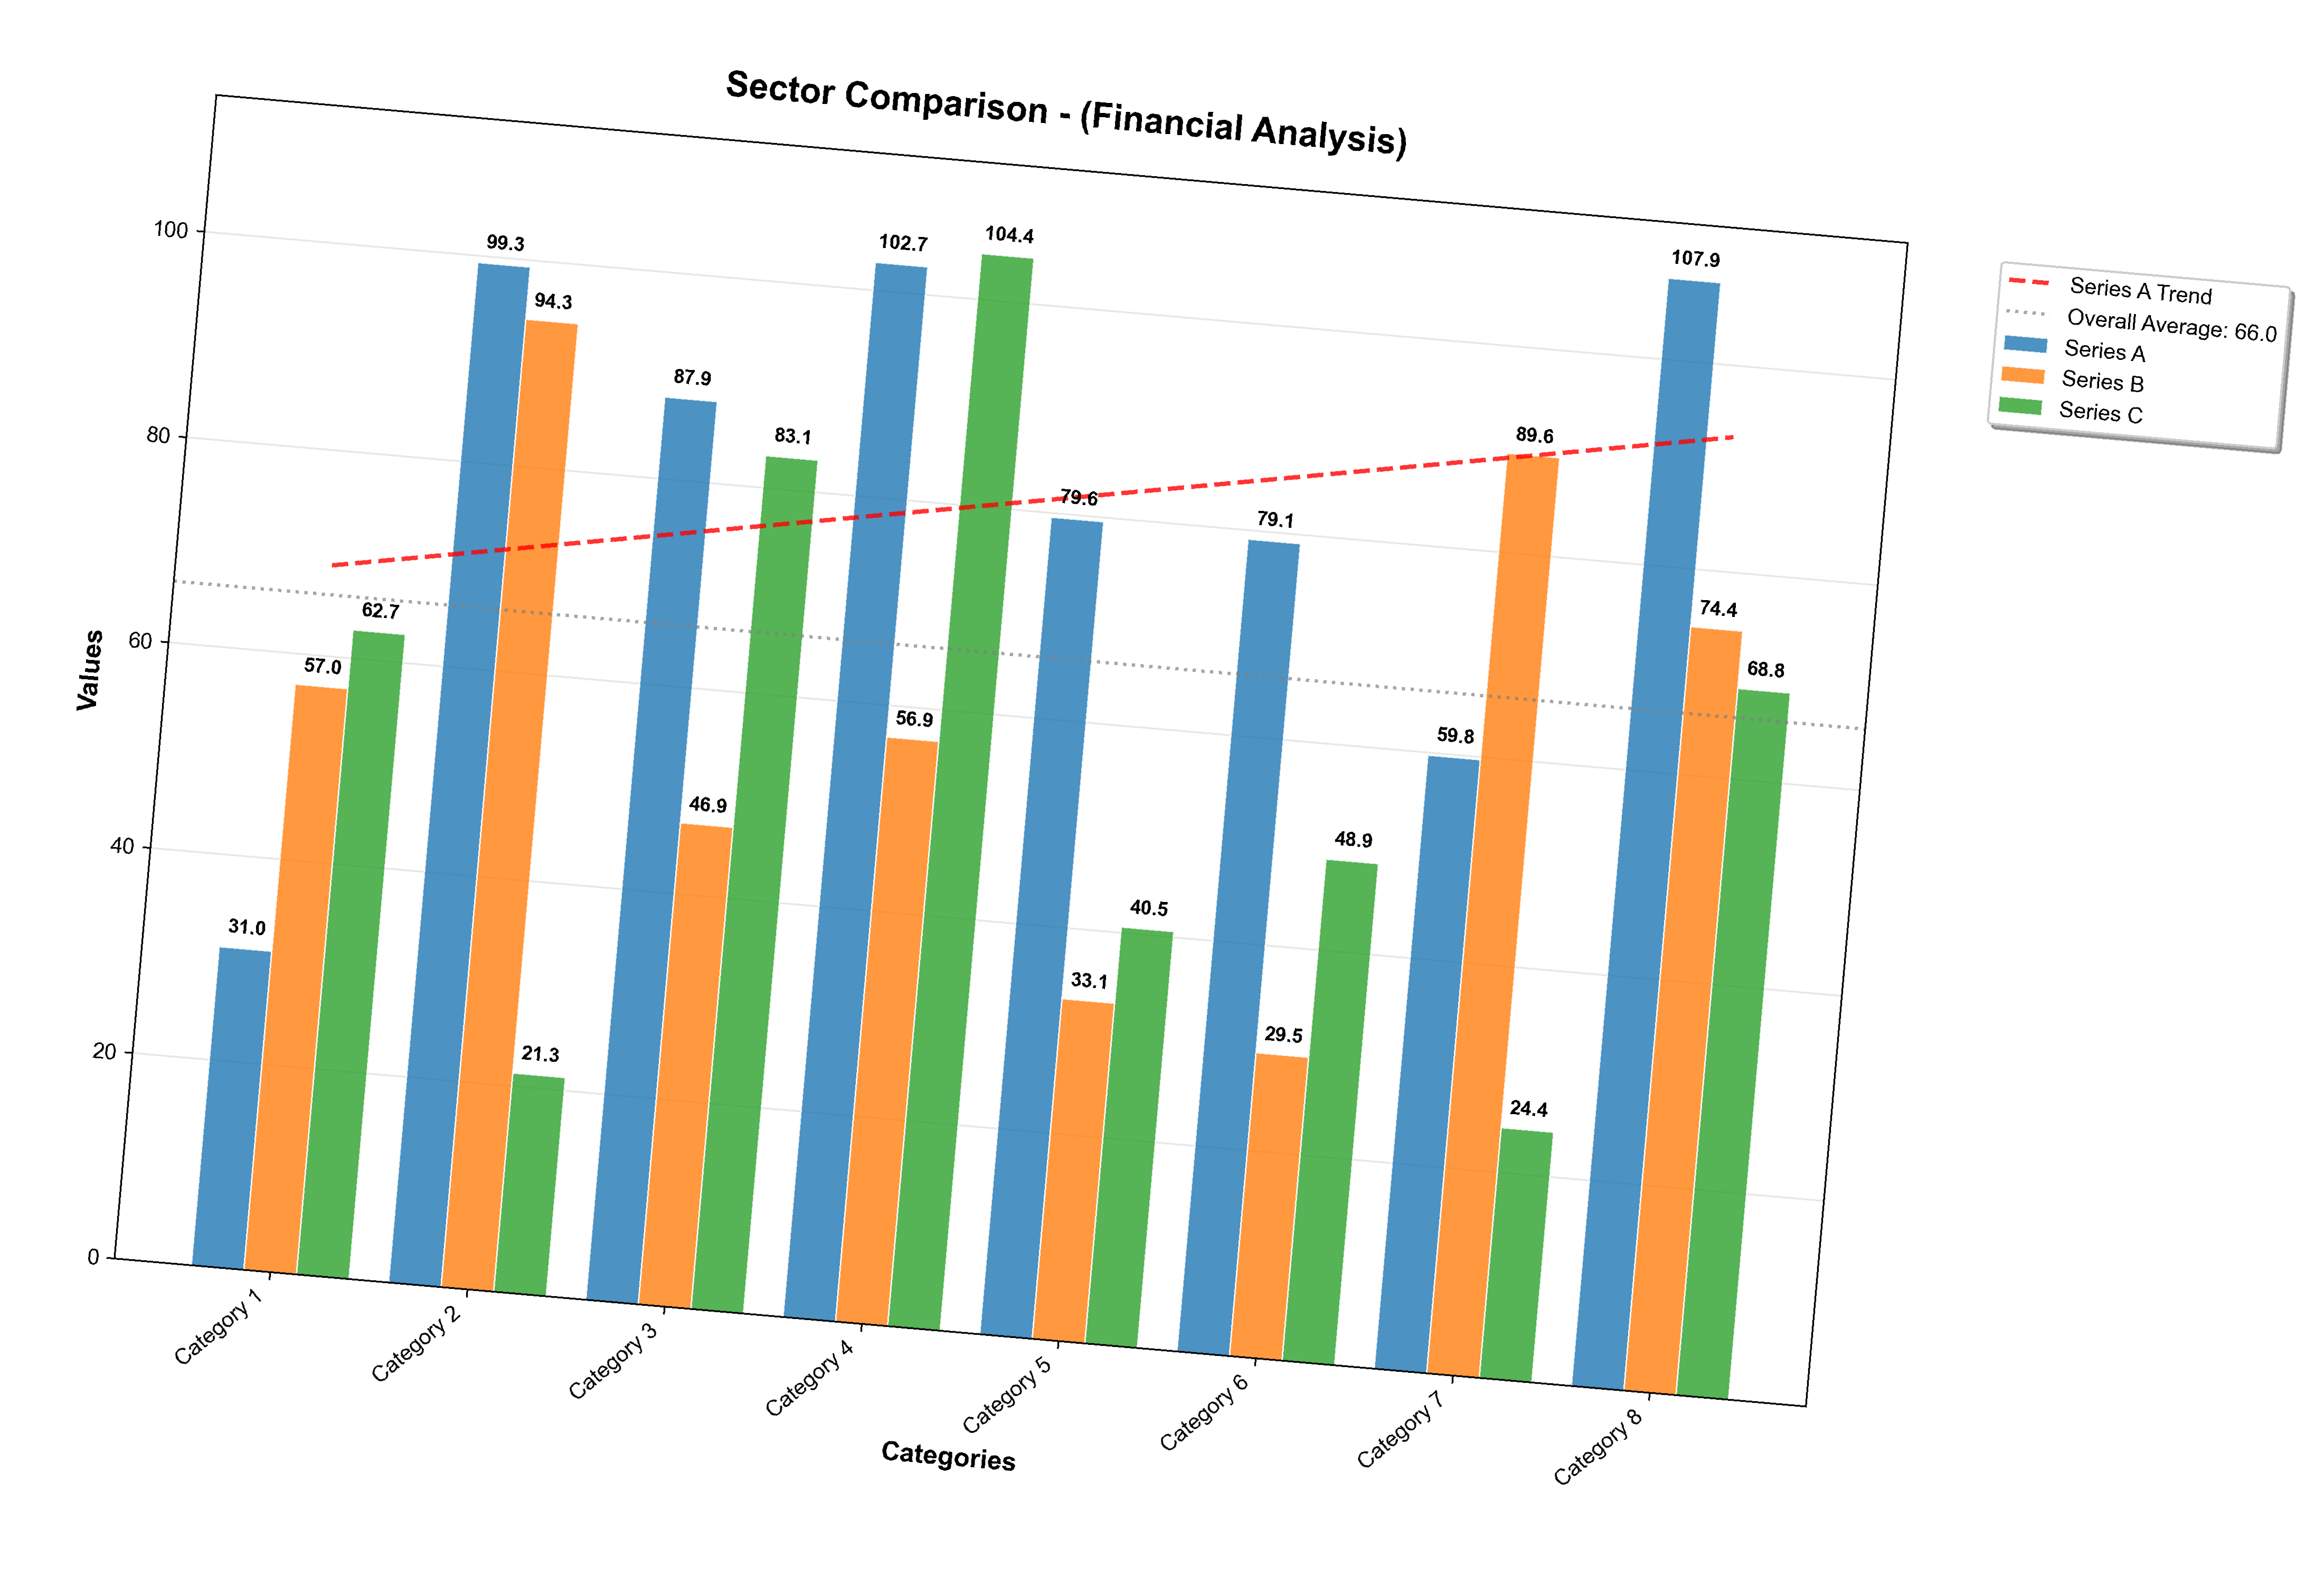 Sector Comparison - (Financial Analysis)
Values
100
80
60
40
20
0
31.0
57.0
62.7
99.3
94.3
21.3
87.9
46.9
83.1
102.7
56.9
104.4
79.6
33.1
40.5
79.1
29.5
48.9
59.8
89.6
24.4
107.9
74.4
68.8
Category 1
Category 2
Category 3
Category 4
Category 5
Category 6
Category 7
Category 8
Categories
Series A Trend
Overall Average: 66.0
Series A
Series B
Series C